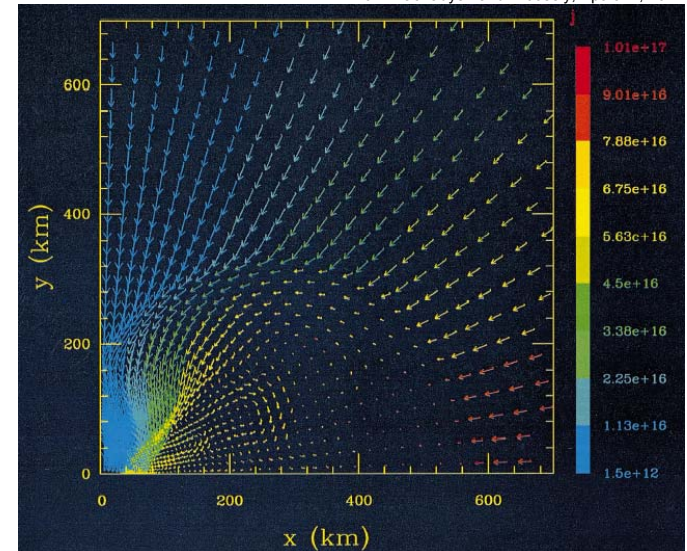 j
1.01e+17
9.01e+16
7.88e+16
6.75e+16
5.63e+16
4.5e+16
3.38e+16
2.25e+16
1.13e+16
1.5e+12
600
400
200
0
y (km)
0 200 400 600
x (km)